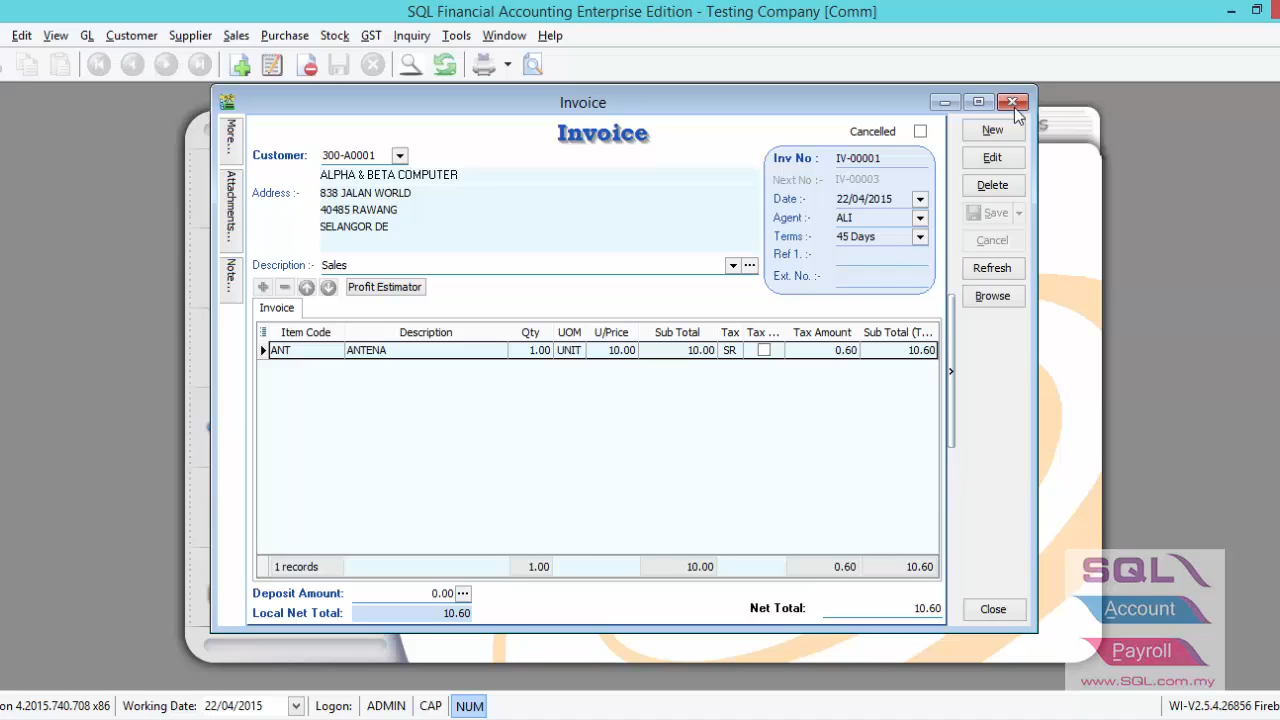 SQL Financial Accounting Enterprise Edition - Testing Company [Comm]
Edit View GL Customer Supplier Sales Purchase Stock GST Inquiry Tools Window Help
Invoice
Invoice
Cancelled
More...
Attachments...
Note...
Customer: 300-A0001
ALPHA & BETA COMPUTER
Address :- 838 JALAN WORLD
40485 RAWANG
SELANGOR DE
Description :- Sales
Inv No : IV-00001
Next No :- IV-00003
Date :- 22/04/2015
Agent :- ALI
Terms :- 45 Days
Ref 1. :-
Ext. No. :-
New
Edit
Delete
Save
Cancel
Refresh
Browse
Profit Estimator
Invoice
Item Code Description Qty UOM U/Price Sub Total Tax Tax ... Tax Amount Sub Total (T...
ANT ANTENA 1.00 UNIT 10.00 10.00 SR 0.60 10.60
1 records 1.00 10.00 0.60 10.60
Deposit Amount: 0.00
Local Net Total: 10.60
Net Total: 10.60
Close
SQL
Account
Payroll
www.SQL.com.my
on 4.2015.740.708 x86 Working Date: 22/04/2015 Logon: ADMIN CAP NUM WI-V2.5.4.26856 Fireb